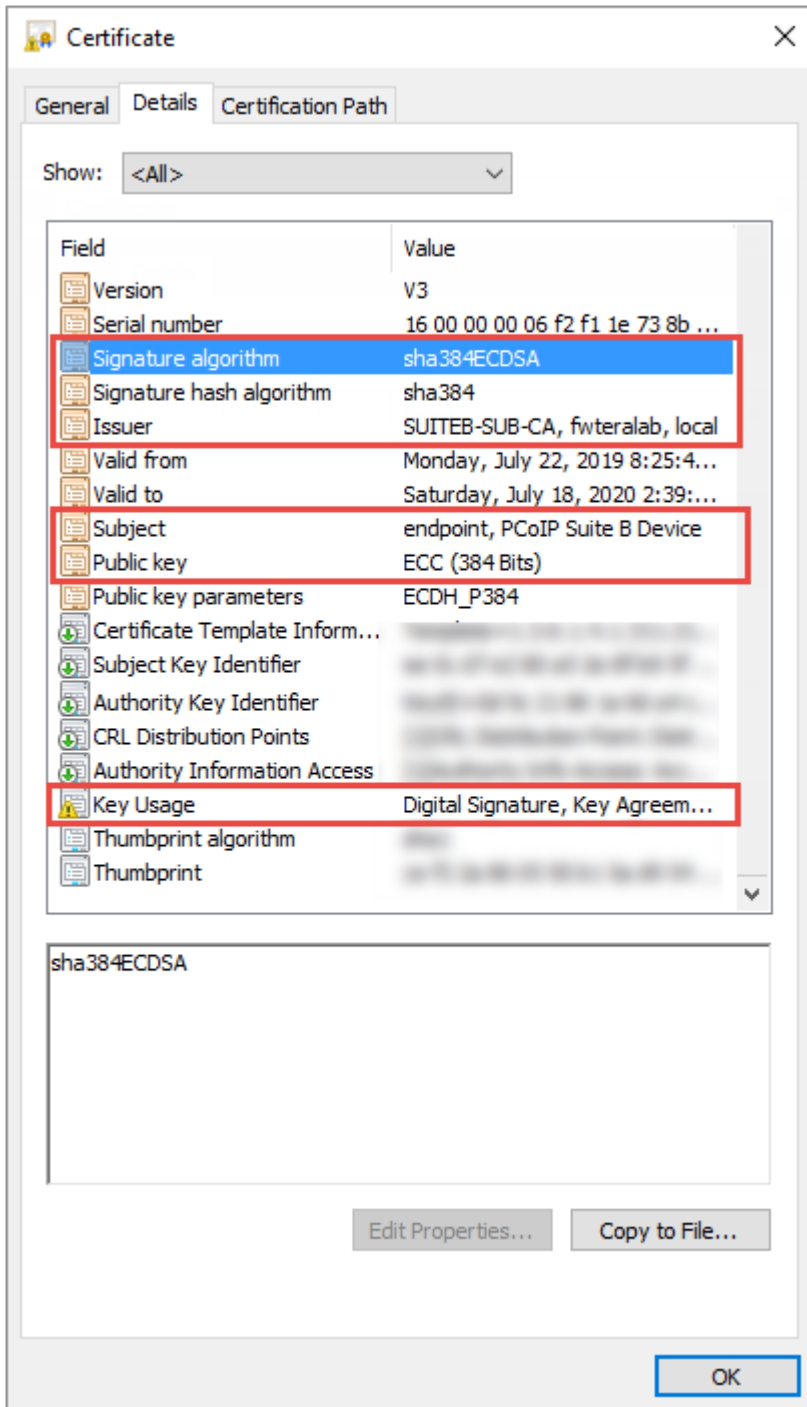 Certificate
General Details Certification Path
Show: <All>
Field Value
Version V3
Serial number 16 00 00 00 06 f2 f1 1e 73 8b ...
Signature algorithm sha384ECDSA
Signature hash algorithm sha384
Issuer SUITEB-SUB-CA, fwteralab, local
Valid from Monday, July 22, 2019 8:25:4...
Valid to Saturday, July 18, 2020 2:39:...
Subject endpoint, PCoIP Suite B Device
Public key ECC (384 Bits)
Public key parameters ECDH_P384
Certificate Template Inform...
Subject Key Identifier
Authority Key Identifier
CRL Distribution Points
Authority Information Access
Key Usage Digital Signature, Key Agreem...
Thumbprint algorithm
Thumbprint
sha384ECDSA
Edit Properties... Copy to File...
OK